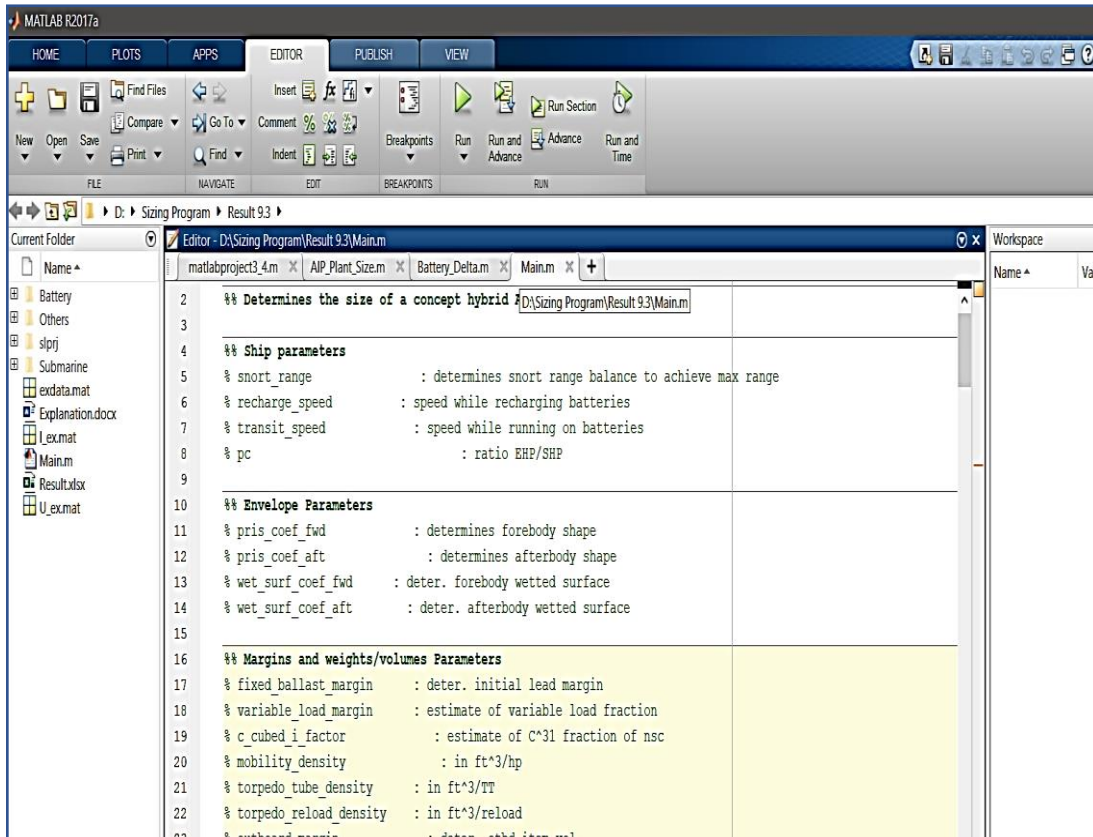 MATLAB R2017a
HOME PLOTS APPS EDITOR PUBLISH VIEW
New Open Save Find Files Compare Print
FILE
Go To Find
NAVIGATE
Insert fx Comment Indent
EDIT
Breakpoints
BREAKPOINTS
Run Run and Advance Run Section Advance Run and Time
RUN
D: Sizing Program Result 9.3
Current Folder
Name
Battery
Others
slprj
Submarine
exdata.mat
Explanation.docx
I_ex.mat
Main.m
Result.xlsx
U_ex.mat
Editor - D:\Sizing Program\Result 9.3\Main.m
matlabproject3_4.m AIP_Plant_Size.m Battery_Delta.m Main.m
2 %% Determines the size of a concept hybrid
D:\Sizing Program\Result 9.3\Main.m
3
4 %% Ship parameters
5 % snort_range : determines snort range balance to achieve max range
6 % recharge_speed : speed while recharging batteries
7 % transit_speed : speed while running on batteries
8 % pc : ratio EHP/SHP
9
10 %% Envelope Parameters
11 % pris_coef_fwd : determines forebody shape
12 % pris_coef_aft : determines afterbody shape
13 % wet_surf_coef_fwd : deter. forebody wetted surface
14 % wet_surf_coef_aft : deter. afterbody wetted surface
15
16 %% Margins and weights/volumes Parameters
17 % fixed_ballast_margin : deter. initial lead margin
18 % variable_load_margin : estimate of variable load fraction
19 % c_cubed_i_factor : estimate of C^3I fraction of nsc
20 % mobility_density : in ft^3/hp
21 % torpedo_tube_density : in ft^3/TT
22 % torpedo_reload_density : in ft^3/reload
Workspace
Name Va